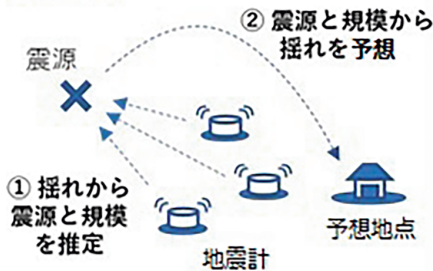 ② 震源と規模から
揺れを予想
震源
① 揺れから
震源と規模
を推定
地震計
予想地点